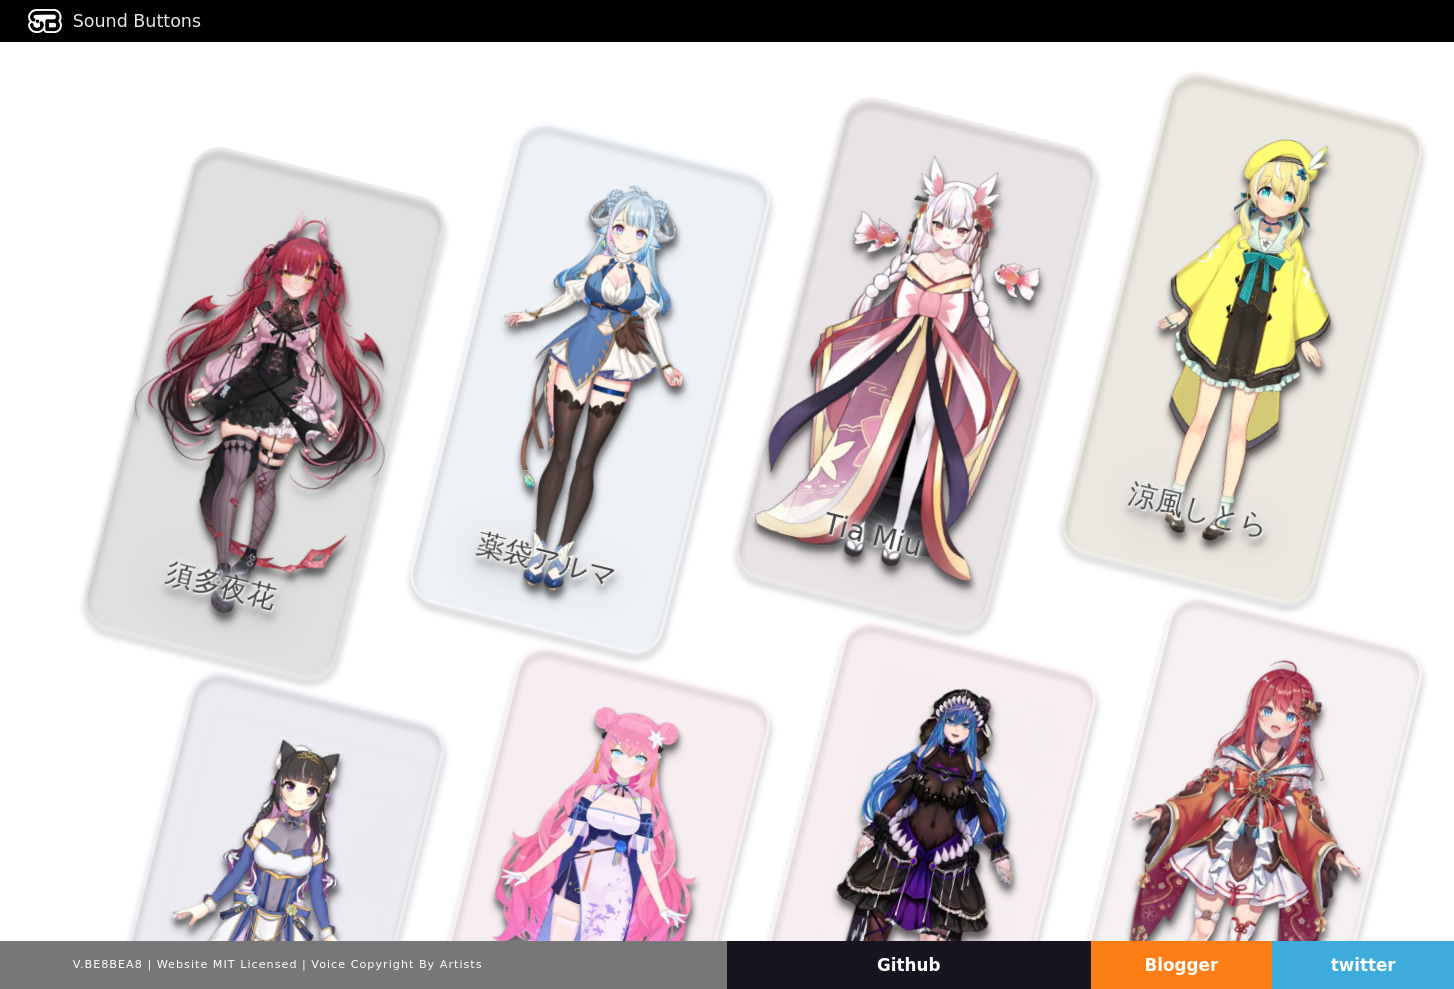 SB Sound Buttons
須多夜花
薬袋アルマ
Tia Miu
涼風しとら
V.BE8BEA8 | Website MIT Licensed | Voice Copyright By Artists
Github
Blogger
twitter